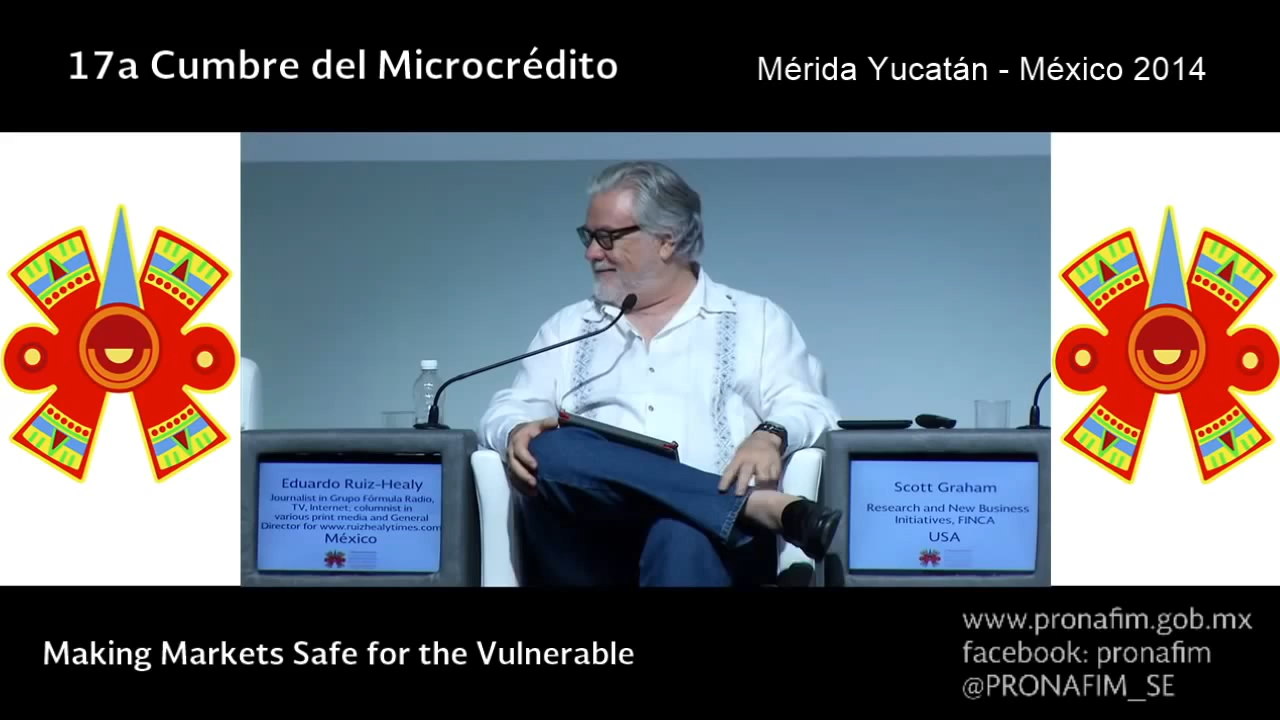 17a Cumbre del Microcrédito
Mérida Yucatán - México 2014
Eduardo Ruiz-Healy
Journalist in Grupo Fórmula Radio,
TV, Internet; columnist in
various print media and General
Director for www.ruizhealytimes.com
México
Scott Graham
Research and New Business
Initiatives, FINCA
USA
Making Markets Safe for the Vulnerable
www.pronafim.gob.mx
facebook: pronafim
@PRONAFIM_SE